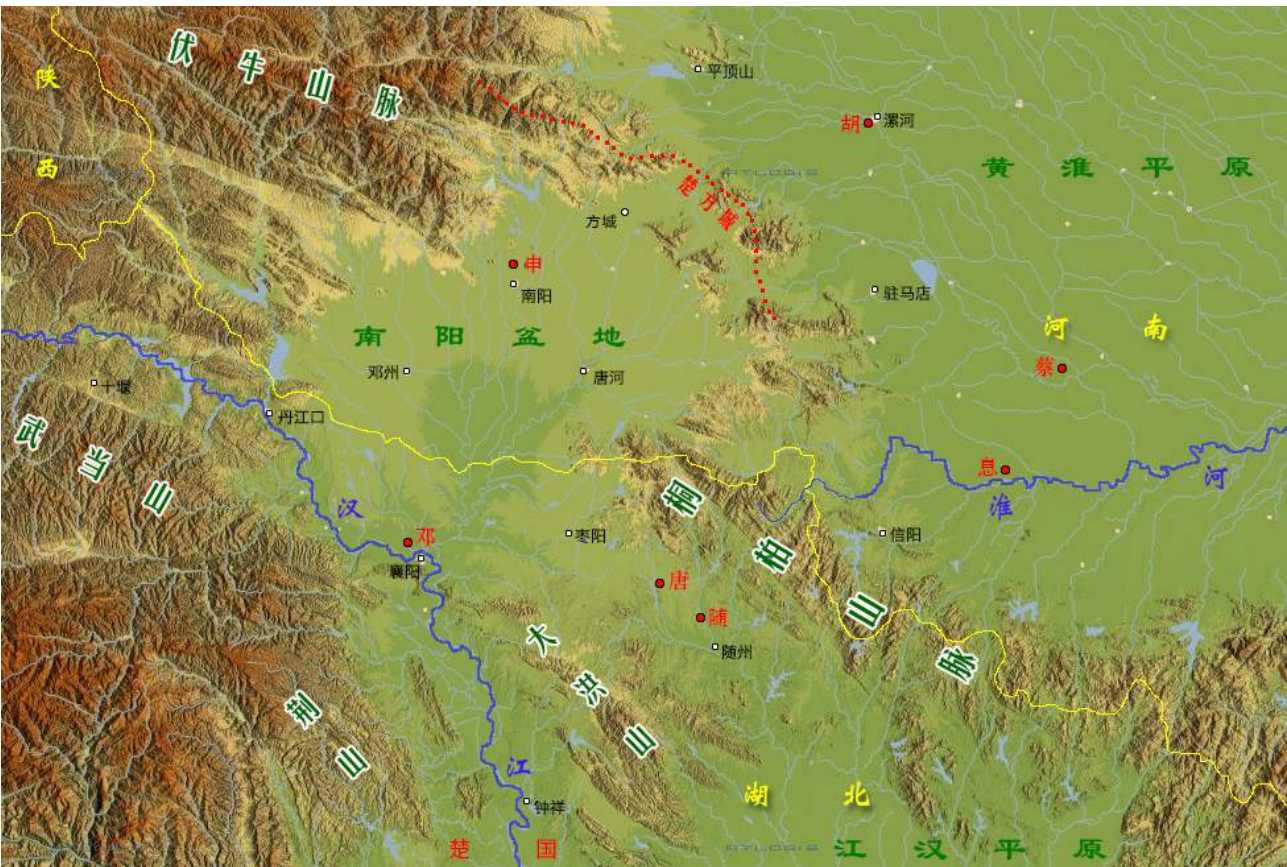 伏牛山脉
陕西
平顶山
胡
漯河
黄淮平原
楚方城
方城
申
南阳
驻马店
河南
南阳盆地
邓州
唐河
蔡
十堰
丹江口
武当山
息
淮河
汉江
桐柏山脉
枣阳
信阳
邓
襄阳
唐
随
随州
大洪山
荆山
钟祥
湖北
楚国
江汉平原